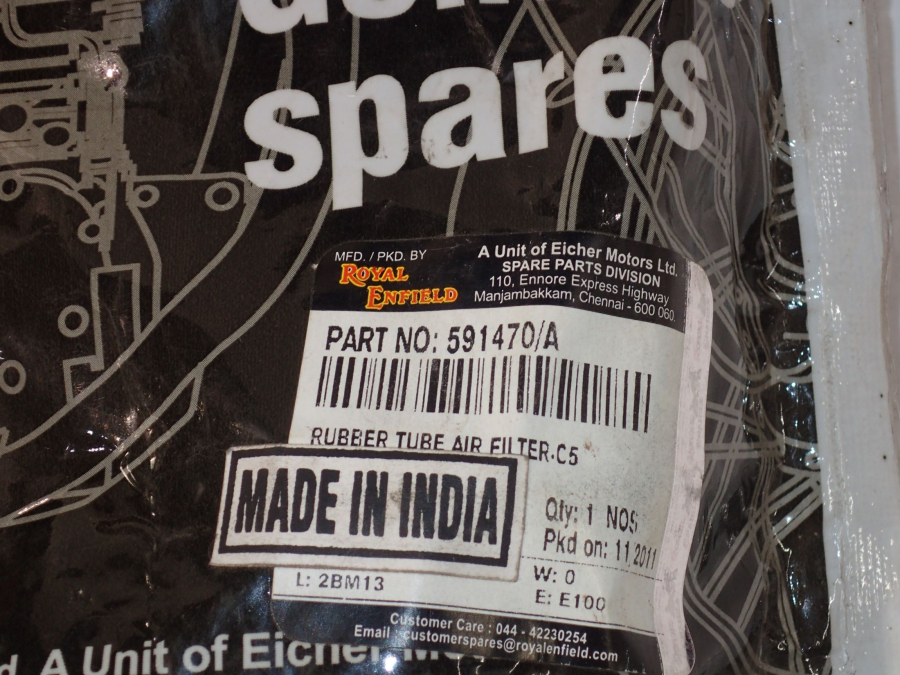 spares
MFD. / PKD. BY
ROYAL
ENFIELD
A Unit of Eicher Motors Ltd.
SPARE PARTS DIVISION
110, Ennore Express Highway
Manjambakkam, Chennai - 600 060.
PART NO: 591470/A
RUBBER TUBE AIR FILTER-C5
MADE IN INDIA
Qty: 1 NOS
Pkd on: 11 2011
L: 2BM13
W: 0
E: E100
Customer Care : 044 - 42230254
Email : customerspares@royalenfield.com
A Unit of Eicher